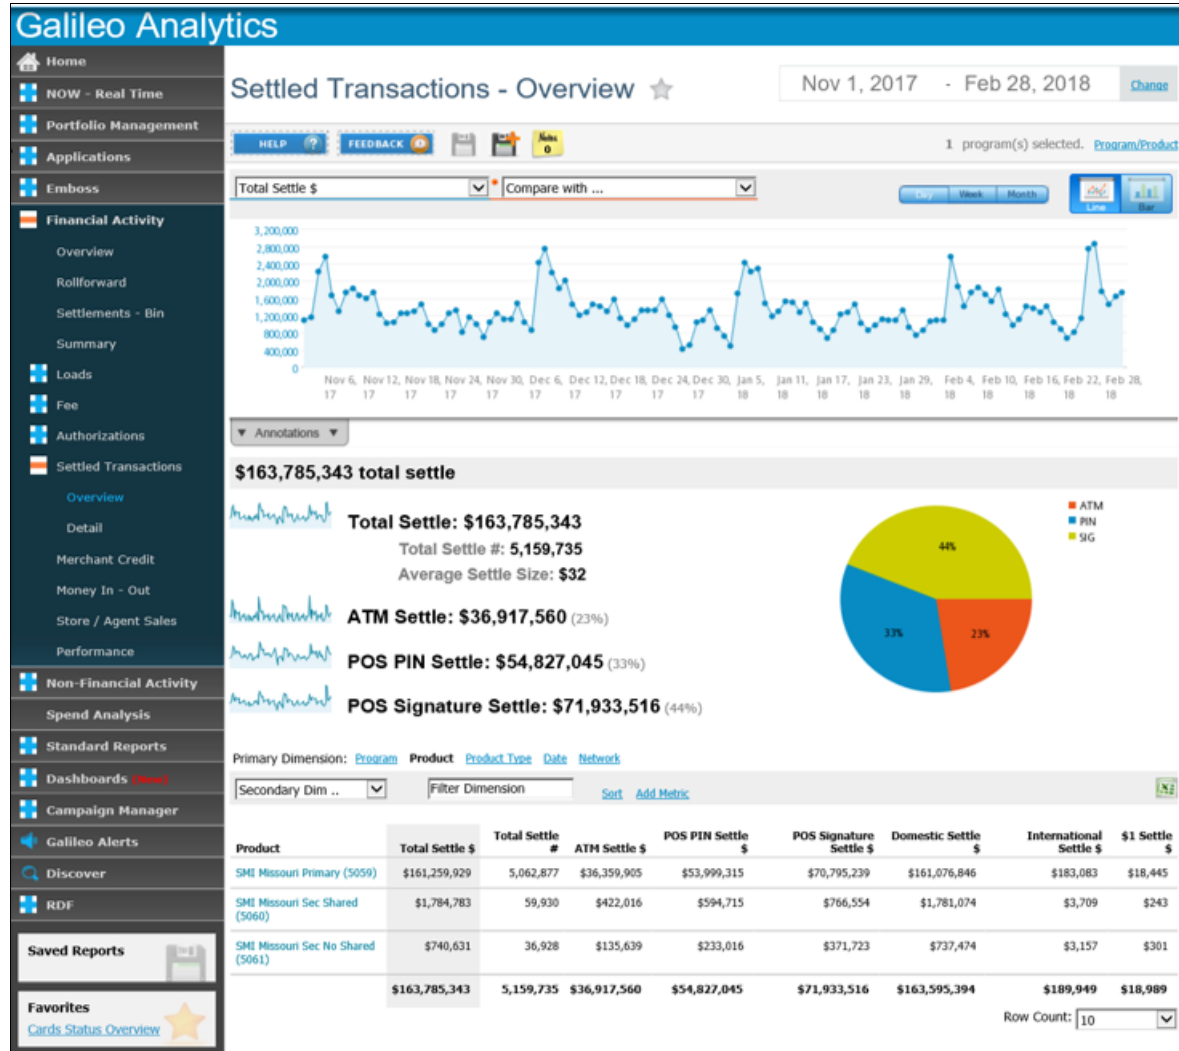 Galileo Analytics
Home
NOW - Real Time
Portfolio Management
Applications
Emboss
Financial Activity
Overview
Rollforward
Settlements - Bin
Summary
Loads
Fee
Authorizations
Settled Transactions
Overview
Detail
Merchant Credit
Money In - Out
Store / Agent Sales
Performance
Non-Financial Activity
Spend Analysis
Standard Reports
Dashboards (New)
Campaign Manager
Galileo Alerts
Discover
RDF
Saved Reports
Favorites
Cards Status Overview
Settled Transactions - Overview
Nov 1, 2017 - Feb 28, 2018 Change
HELP ? FEEDBACK Notes 0
1 program(s) selected. Program/Product
Total Settle $ * Compare with ...
Day Week Month Line Bar
3,200,000
2,800,000
2,400,000
2,000,000
1,600,000
1,200,000
800,000
400,000
0
Nov 6, Nov 12, Nov 18, Nov 24, Nov 30, Dec 6, Dec 12, Dec 18, Dec 24, Dec 30, Jan 5, Jan 11, Jan 17, Jan 23, Jan 29, Feb 4, Feb 10, Feb 16, Feb 22, Feb 28,
17 17 17 17 17 17 17 17 17 17 18 18 18 18 18 18 18 18 18 18
▼ Annotations ▼
$163,785,343 total settle
Total Settle: $163,785,343
Total Settle #: 5,159,735
Average Settle Size: $32
ATM Settle: $36,917,560 (23%)
POS PIN Settle: $54,827,045 (33%)
POS Signature Settle: $71,933,516 (44%)
ATM
PIN
SIG
44%
33%
23%
Primary Dimension: Program Product Product Type Date Network
Secondary Dim .. Filter Dimension Sort Add Metric
Product Total Settle $ Total Settle # ATM Settle $ POS PIN Settle $ POS Signature Settle $ Domestic Settle $ International Settle $ $1 Settle $
SMI Missouri Primary (5059) $161,259,929 5,062,877 $36,359,905 $53,999,315 $70,795,239 $161,076,846 $183,083 $18,445
SMI Missouri Sec Shared $1,784,783 59,930 $422,016 $594,715 $766,554 $1,781,074 $3,709 $243
(5060)
SMI Missouri Sec No Shared $740,631 36,928 $135,639 $233,016 $371,723 $737,474 $3,157 $301
(5061)
$163,785,343 5,159,735 $36,917,560 $54,827,045 $71,933,516 $163,595,394 $189,949 $18,989
Row Count: 10